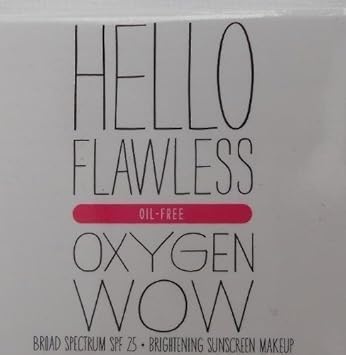 HELLO
FLAWLESS
OIL-FREE
OXYGEN
WOW
BROAD SPECTRUM SPF 25 • BRIGHTENING SUNSCREEN MAKEUP